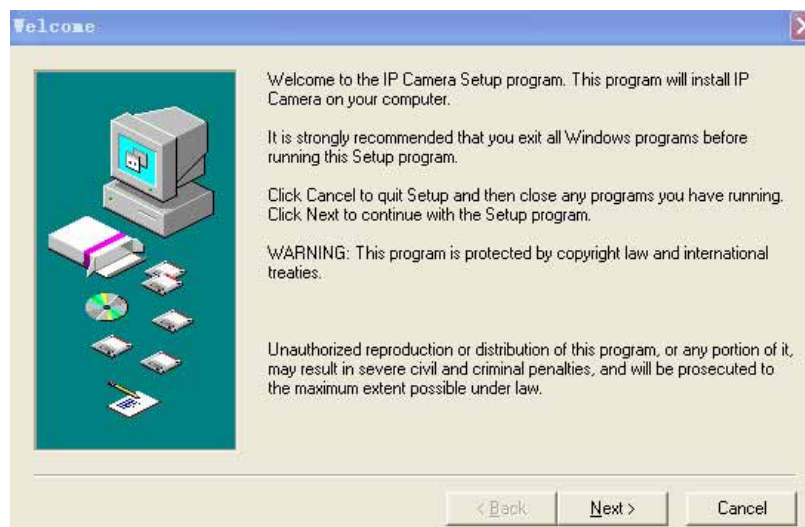 Welcome
Welcome to the IP Camera Setup program. This program will install IP
Camera on your computer.
It is strongly recommended that you exit all Windows programs before
running this Setup program.
Click Cancel to quit Setup and then close any programs you have running.
Click Next to continue with the Setup program.
WARNING: This program is protected by copyright law and international
treaties.
Unauthorized reproduction or distribution of this program, or any portion of it,
may result in severe civil and criminal penalties, and will be prosecuted to
the maximum extent possible under law.
< Back Next > Cancel